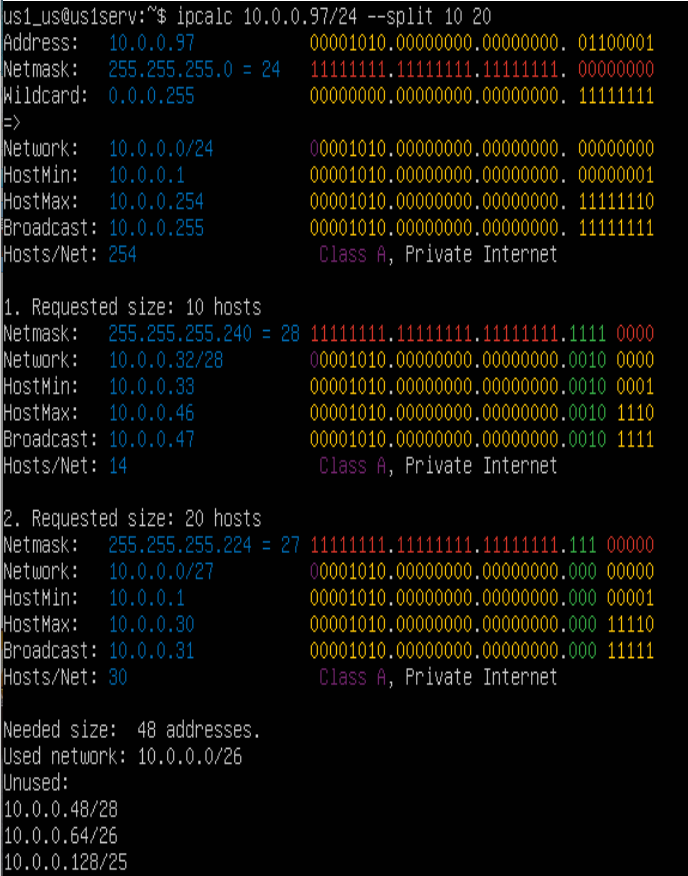 us1_us@us1serv:~$ ipcalc 10.0.0.97/24 --split 10 20
Address:   10.0.0.97            00001010.00000000.00000000. 01100001
Netmask:   255.255.255.0 = 24   11111111.11111111.11111111. 00000000
Wildcard:  0.0.0.255            00000000.00000000.00000000. 11111111
=>
Network:   10.0.0.0/24          00001010.00000000.00000000. 00000000
HostMin:   10.0.0.1             00001010.00000000.00000000. 00000001
HostMax:   10.0.0.254           00001010.00000000.00000000. 11111110
Broadcast: 10.0.0.255           00001010.00000000.00000000. 11111111
Hosts/Net: 254                   Class A, Private Internet

1. Requested size: 10 hosts
Netmask:   255.255.255.240 = 28 11111111.11111111.11111111.1111 0000
Network:   10.0.0.32/28         00001010.00000000.00000000.0010 0000
HostMin:   10.0.0.33            00001010.00000000.00000000.0010 0001
HostMax:   10.0.0.46            00001010.00000000.00000000.0010 1110
Broadcast: 10.0.0.47            00001010.00000000.00000000.0010 1111
Hosts/Net: 14                    Class A, Private Internet

2. Requested size: 20 hosts
Netmask:   255.255.255.224 = 27 11111111.11111111.11111111.111 00000
Network:   10.0.0.0/27          00001010.00000000.00000000.000 00000
HostMin:   10.0.0.1             00001010.00000000.00000000.000 00001
HostMax:   10.0.0.30            00001010.00000000.00000000.000 11110
Broadcast: 10.0.0.31            00001010.00000000.00000000.000 11111
Hosts/Net: 30                    Class A, Private Internet

Needed size:  48 addresses.
Used network: 10.0.0.0/26
Unused:
10.0.0.48/28
10.0.0.64/26
10.0.0.128/25